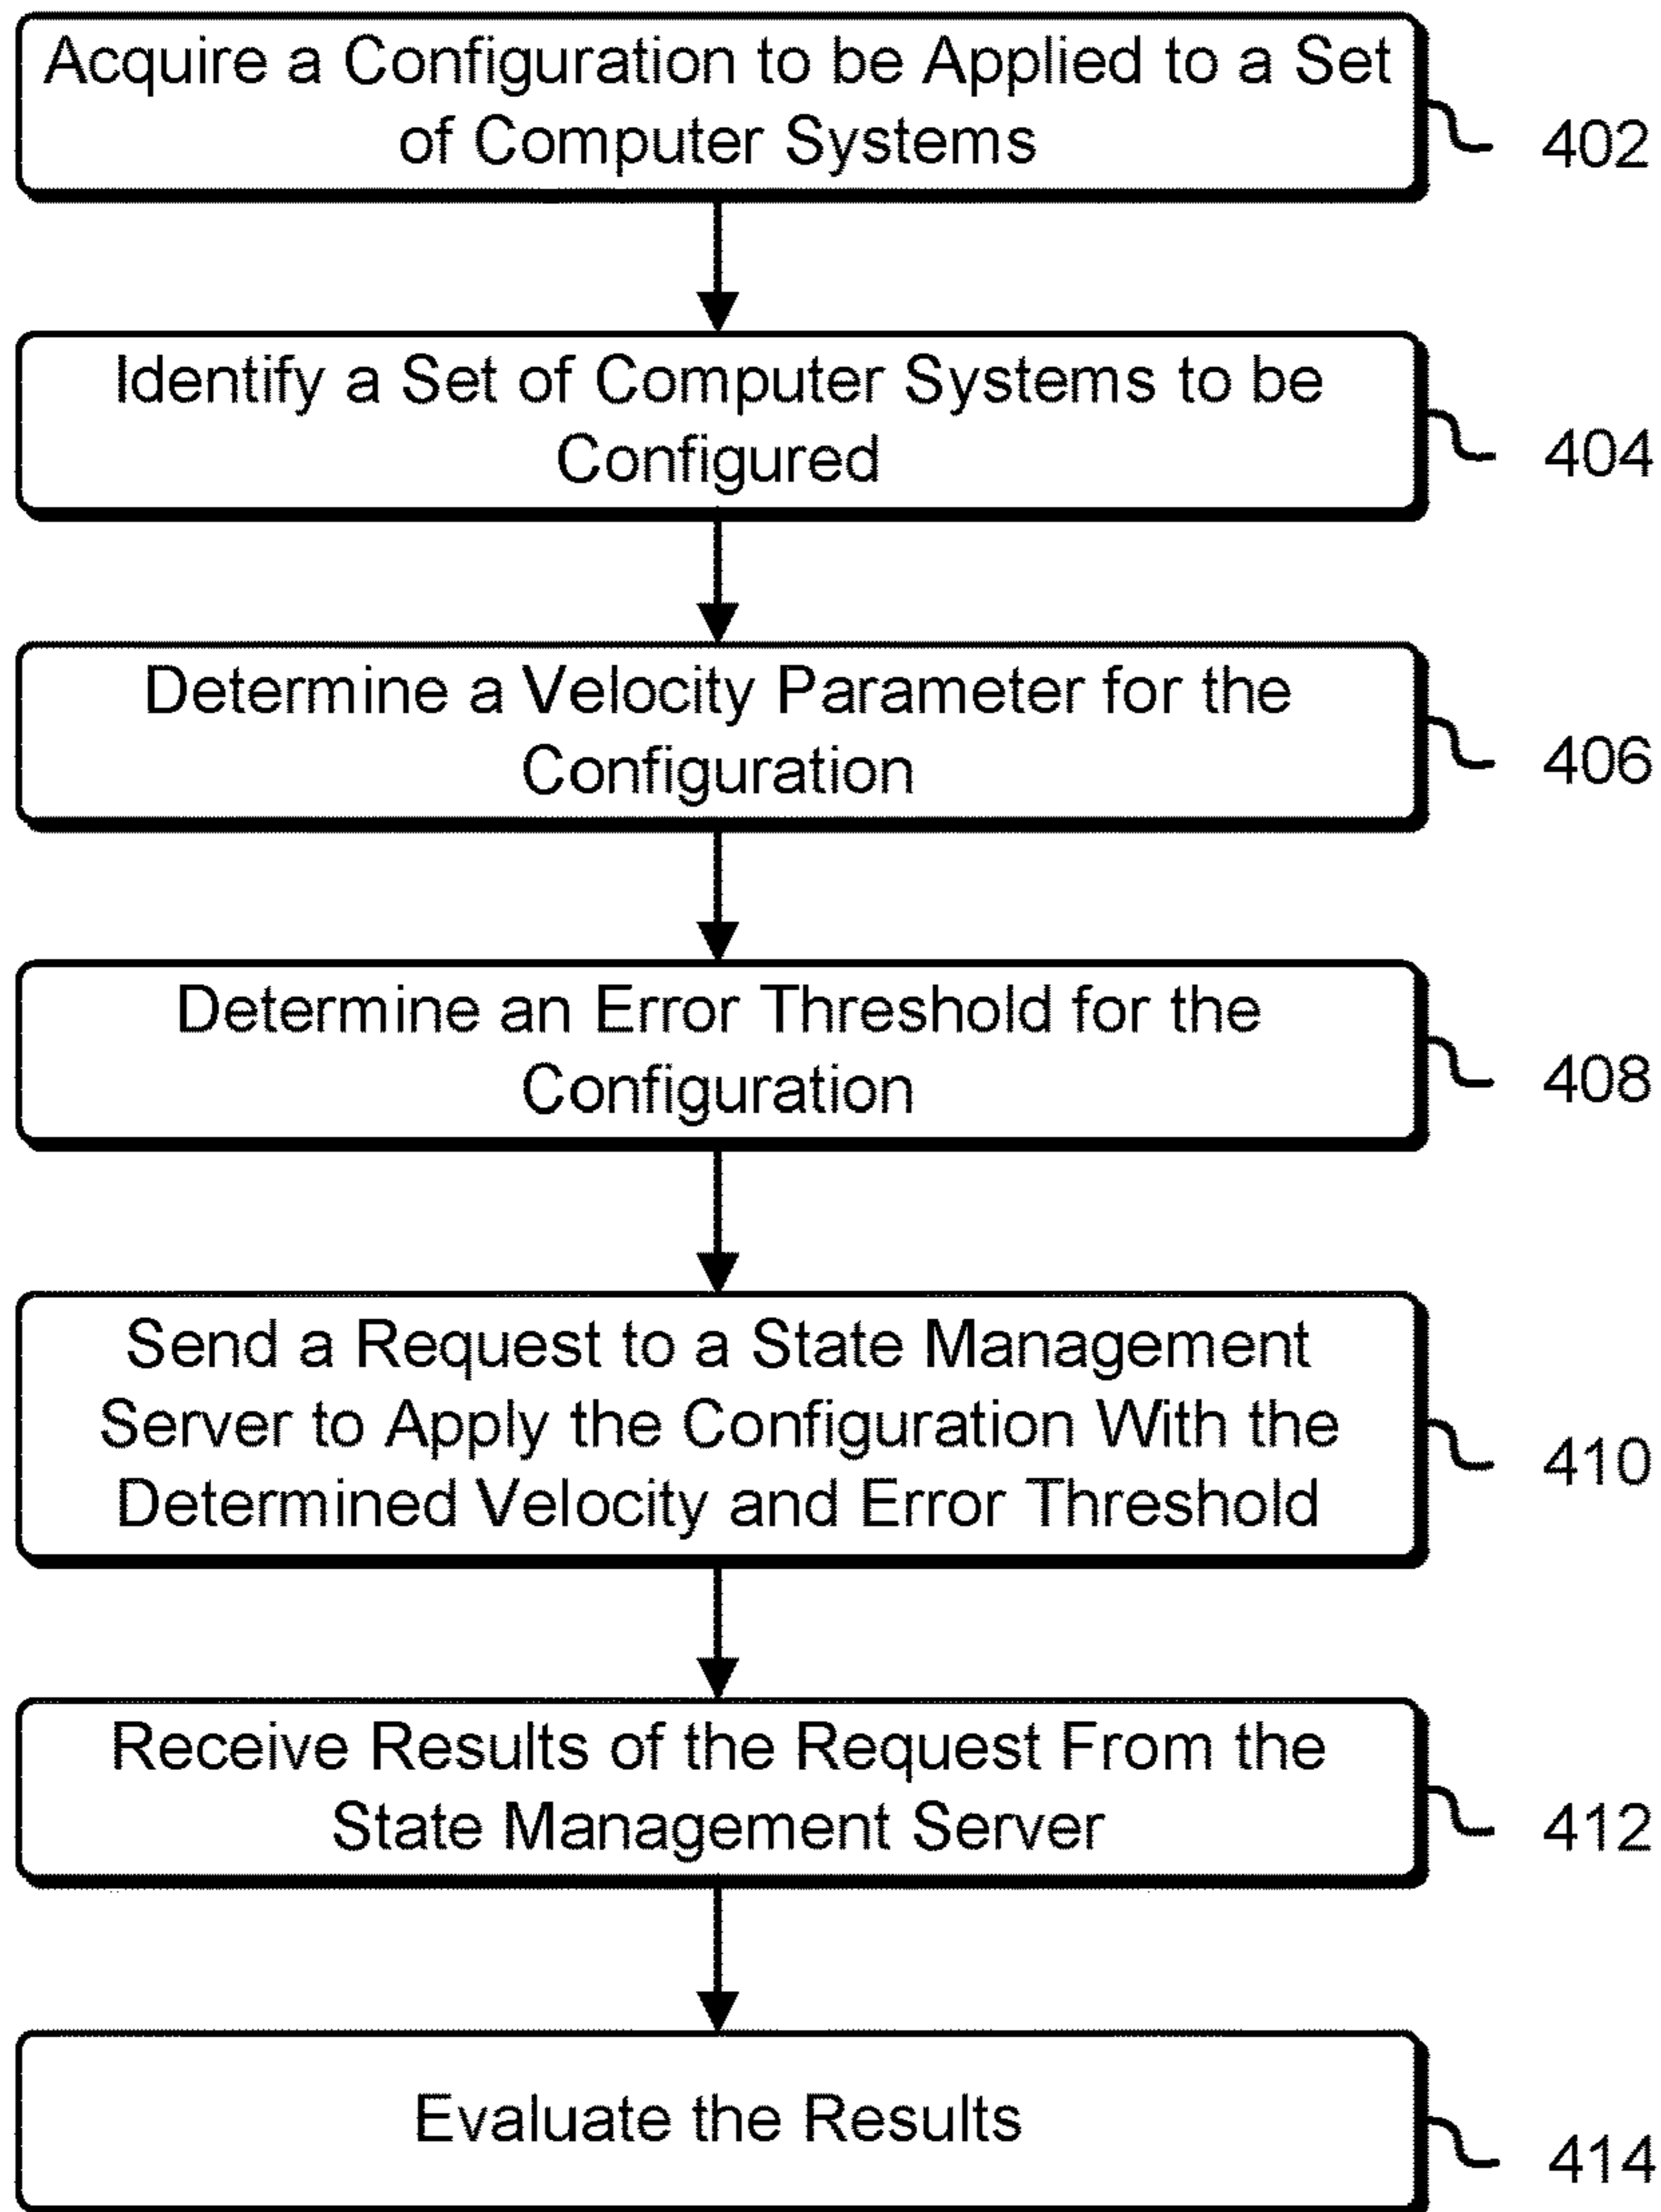 Acquire a Configuration to be Applied to a Set
of Computer Systems
402
Identify a Set of Computer Systems to be
Configured
404
Determine a Velocity Parameter for the
Configuration
406
Determine an Error Threshold for the
Configuration
408
Send a Request to a State Management
Server to Apply the Configuration With the
Determined Velocity and Error Threshold
410
Receive Results of the Request From the
State Management Server
412
Evaluate the Results
414